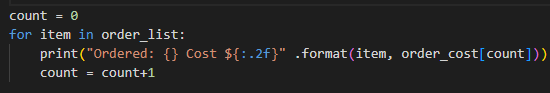 count = 0
for item in order_list:
    print("Ordered: {} Cost ${:.2f}" .format(item, order_cost[count]))
    count = count+1